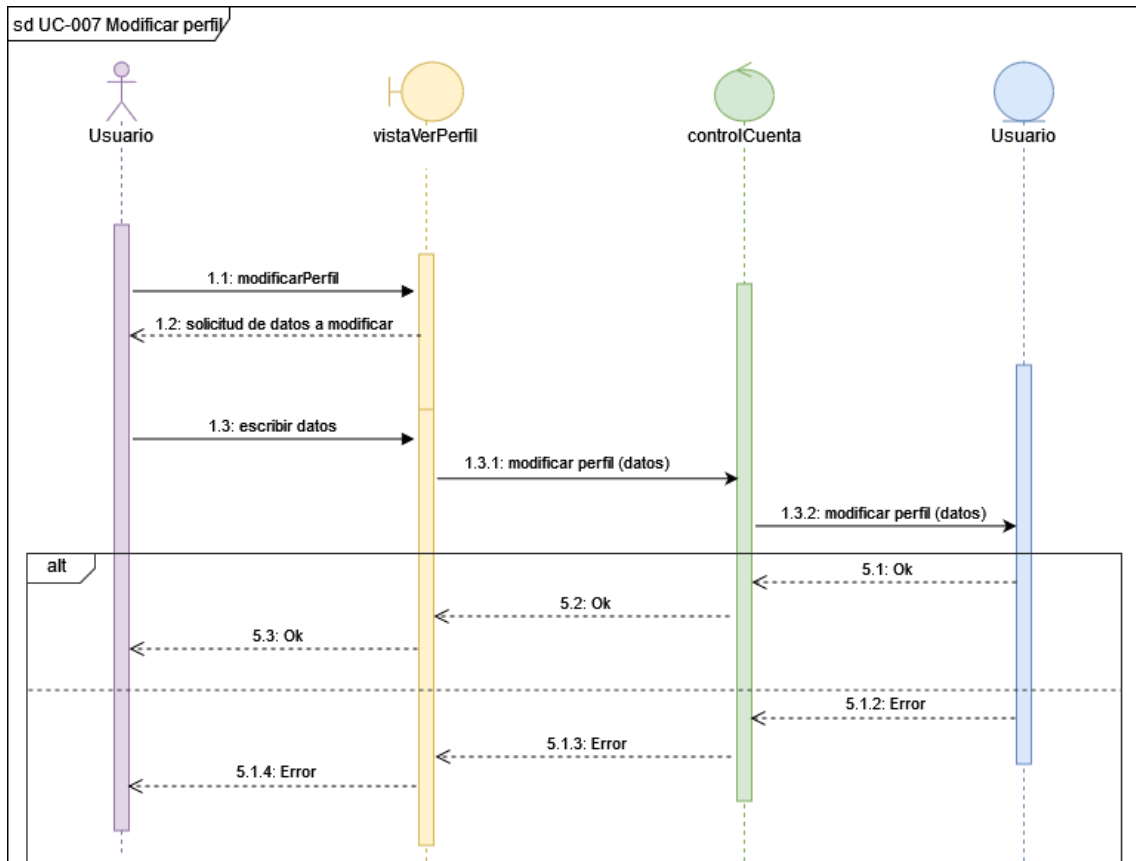 sd UC-007 Modificar perfil
Usuario
vistaVerPerfil
controlCuenta
Usuario
1.1: modificarPerfil
1.2: solicitud de datos a modificar
1.3: escribir datos
1.3.1: modificar perfil (datos)
1.3.2: modificar perfil (datos)
alt
5.1: Ok
5.2: Ok
5.3: Ok
5.1.2: Error
5.1.3: Error
5.1.4: Error